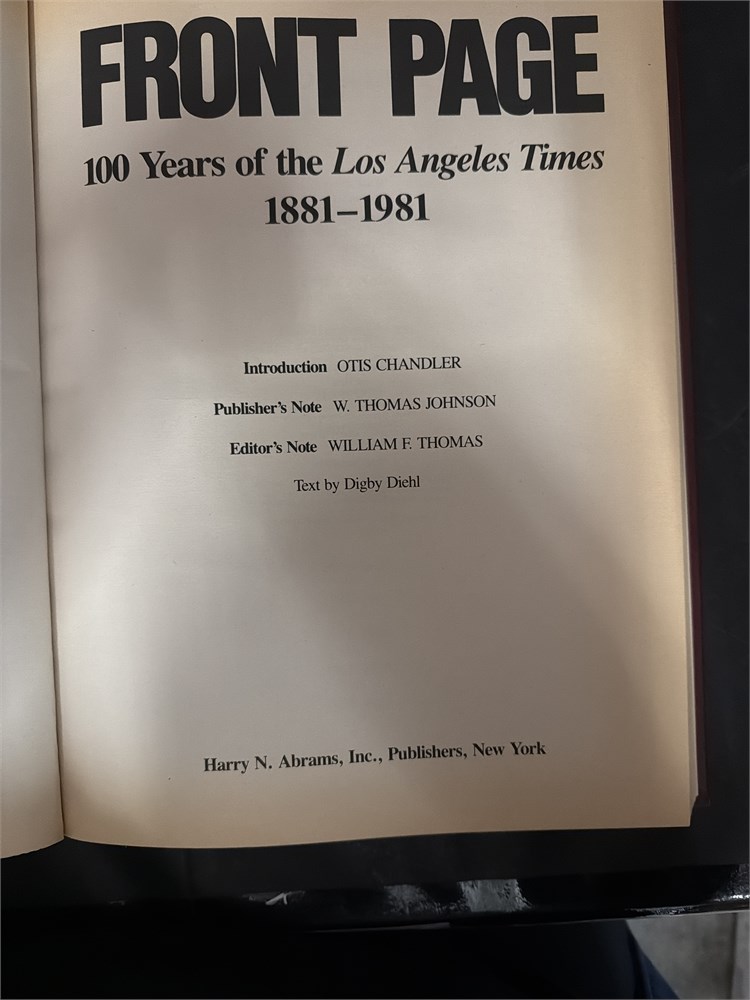 FRONT PAGE
100 Years of the Los Angeles Times
1881–1981
Introduction OTIS CHANDLER
Publisher's Note W. THOMAS JOHNSON
Editor's Note WILLIAM F. THOMAS
Text by Digby Diehl
Harry N. Abrams, Inc., Publishers, New York